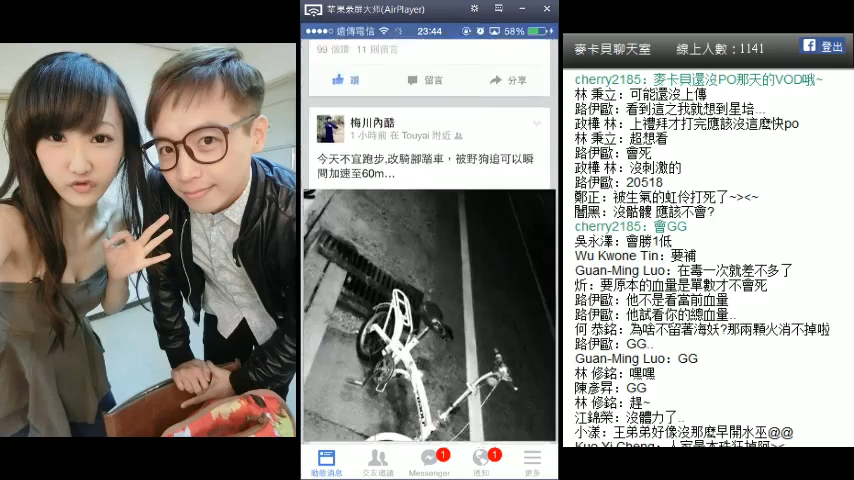 苹果录屏大师(AirPlayer)
遠傳電信
23:44
58%
99 個讚 11 則留言
讚
留言
分享
梅川內酷
1 小時前 在 Touyai 附近
今天不宜跑步,改騎腳踏車，被野狗追可以瞬
間加速至60m...
動態消息
交友邀請
Messenger
1
通知
1
更多
麥卡貝聊天室 線上人數：1141
登出
cherry2185： 麥卡貝還沒PO那天的VOD哦~
林 秉立： 可能還沒上傳
路伊歐： 看到這之我就想到星培...
政樺 林： 上禮拜才打完應該沒這麼快po
林 秉立： 超想看
路伊歐： 會死
政樺 林： 沒刺激的
路伊歐： 20518
鄭正： 被生氣的虹伶打死了~><~
闇黑： 沒骷髏 應該不會?
cherry2185： 會GG
吳永澤： 會勝1低
Wu Kwone Tin： 要補
Guan-Ming Luo： 在毒一次就差不多了
炘： 要原本的血量是單數才不會死
路伊歐： 他不是看當前血量
路伊歐： 他試看你的總血量..
何 恭銘： 為啥不留著海妖?那兩顆火消不掉啦
路伊歐： GG..
Guan-Ming Luo： GG
林 修銘： 嘿嘿
陳彥昇： GG
林 修銘： 趕~
江錦榮： 沒體力了..
小漾： 王弟弟好像沒那麼早開水巫@@